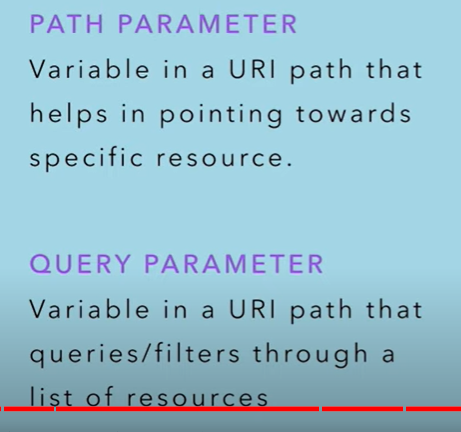 PATH PARAMETER
Variable in a URI path that
helps in pointing towards
specific resource.
QUERY PARAMETER
Variable in a URI path that
queries/filters through a
list of resources